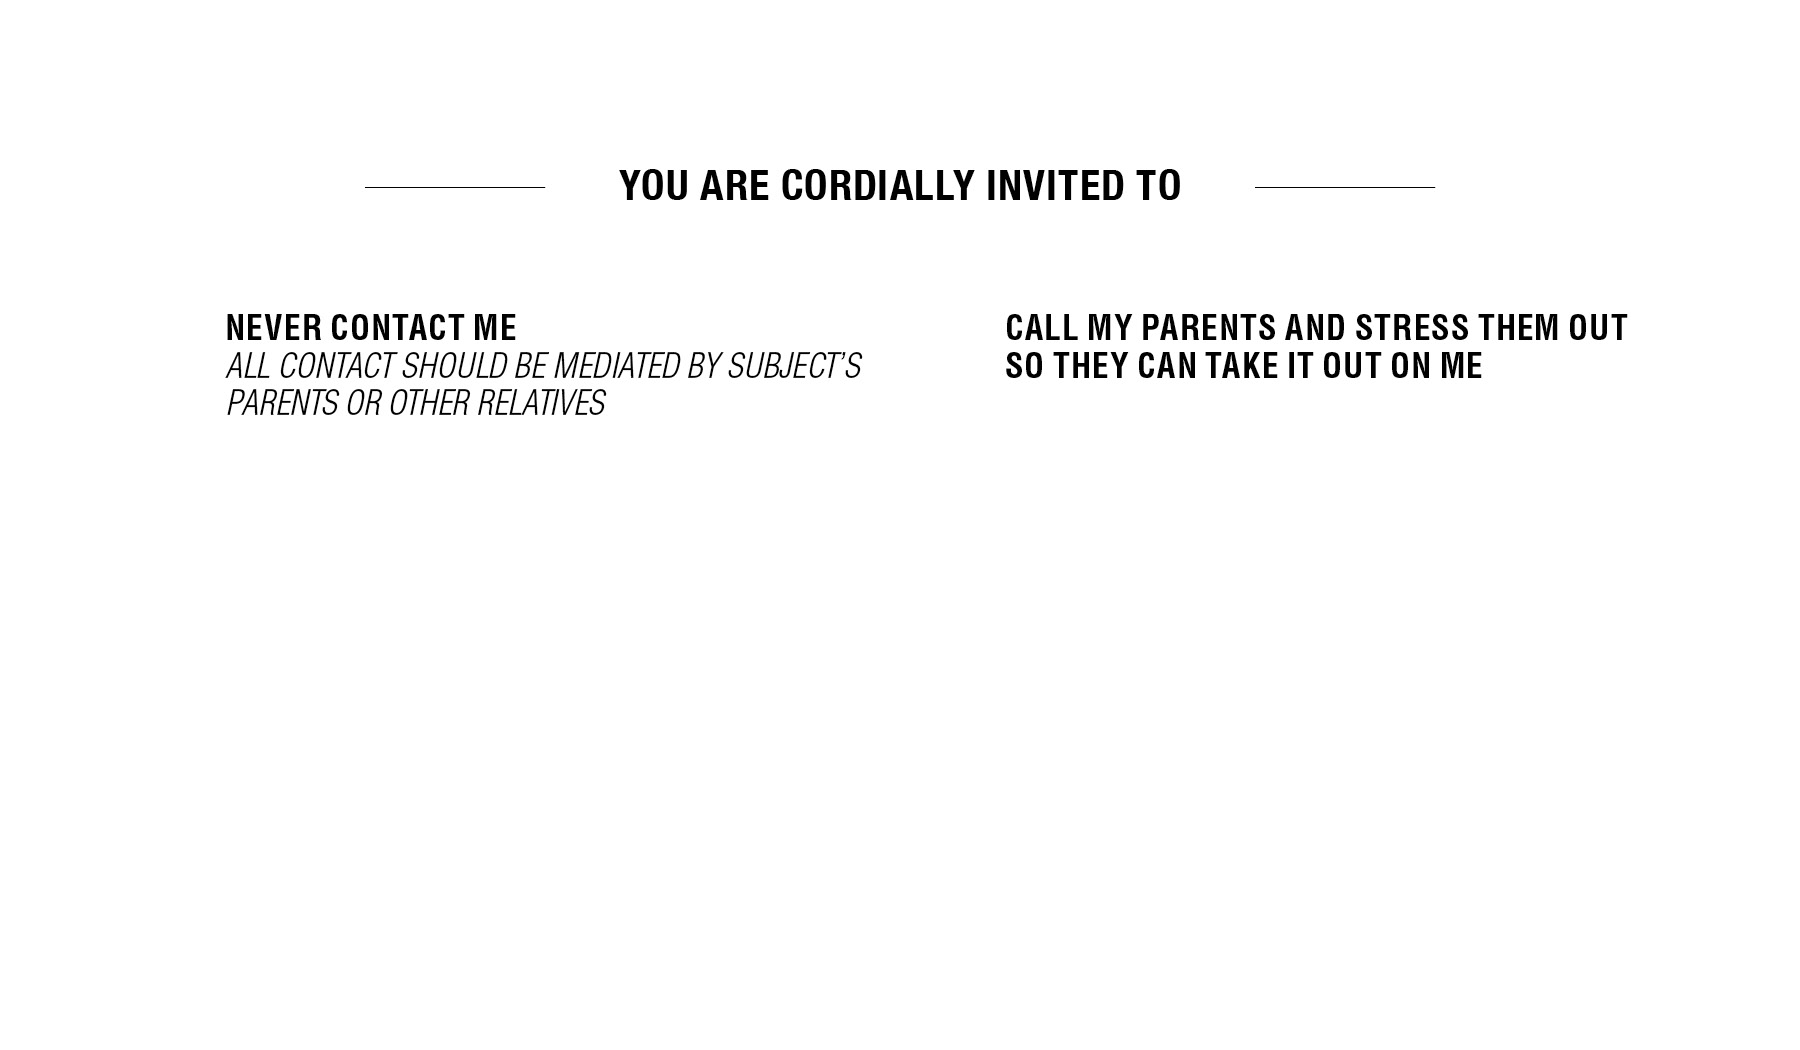 YOU ARE CORDIALLY INVITED TO
NEVER CONTACT ME
ALL CONTACT SHOULD BE MEDIATED BY SUBJECT'S
PARENTS OR OTHER RELATIVES
CALL MY PARENTS AND STRESS THEM OUT
SO THEY CAN TAKE IT OUT ON ME